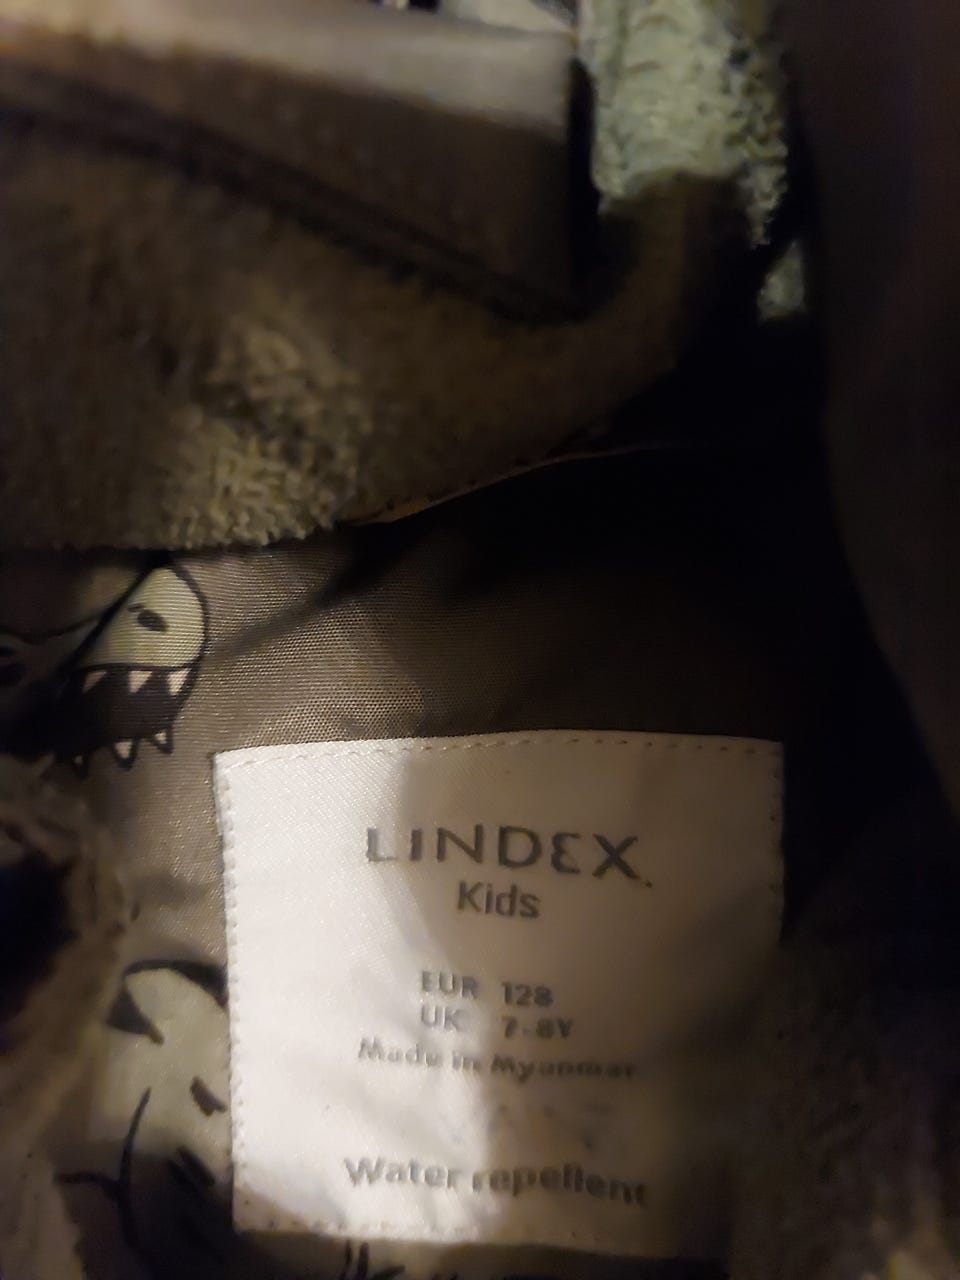 LINDEX
Kids
EUR 128
UK 7-8Y
Made in Myanmar
Water repellent